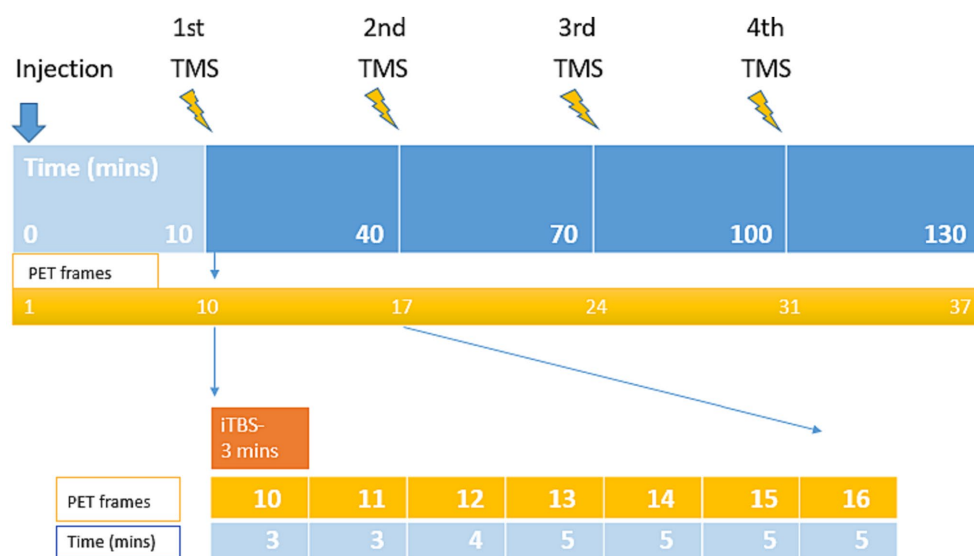 1st
TMS
2nd
TMS
3rd
TMS
4th
TMS
Injection
Time (mins)
0 10 40 70 100 130
PET frames
1 10 17 24 31 37
iTBS-
3 mins
PET frames 10 11 12 13 14 15 16
Time (mins) 3 3 4 5 5 5 5